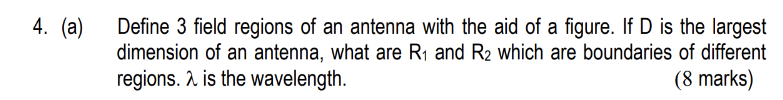 4. (a) Define 3 field regions of an antenna with the aid of a figure. If D is the largest
dimension of an antenna, what are R₁ and R₂ which are boundaries of different
regions. λ is the wavelength. (8 marks)